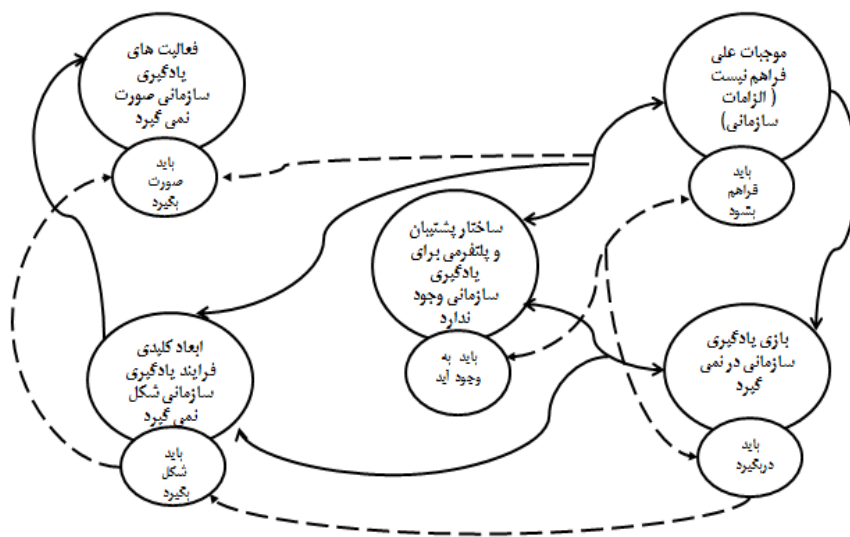 موجبات علی
فراهم نیست
( الزامات
سازمانی)
باید
فراهم
بشود
فعالیت های
یادگیری
سازمانی صورت
نمی گیرد
باید
صورت
بگیرد
ساختار پشتیبان
و پلتفرمی برای
یادگیری
سازمانی وجود
ندارد
باید به
وجود آید
بازی یادگیری
سازمانی در نمی
گیرد
باید
دربگیرد
ابعاد کلیدی
فرایند یادگیری
سازمانی شکل
نمی گیرد
باید
شکل
بگیرد